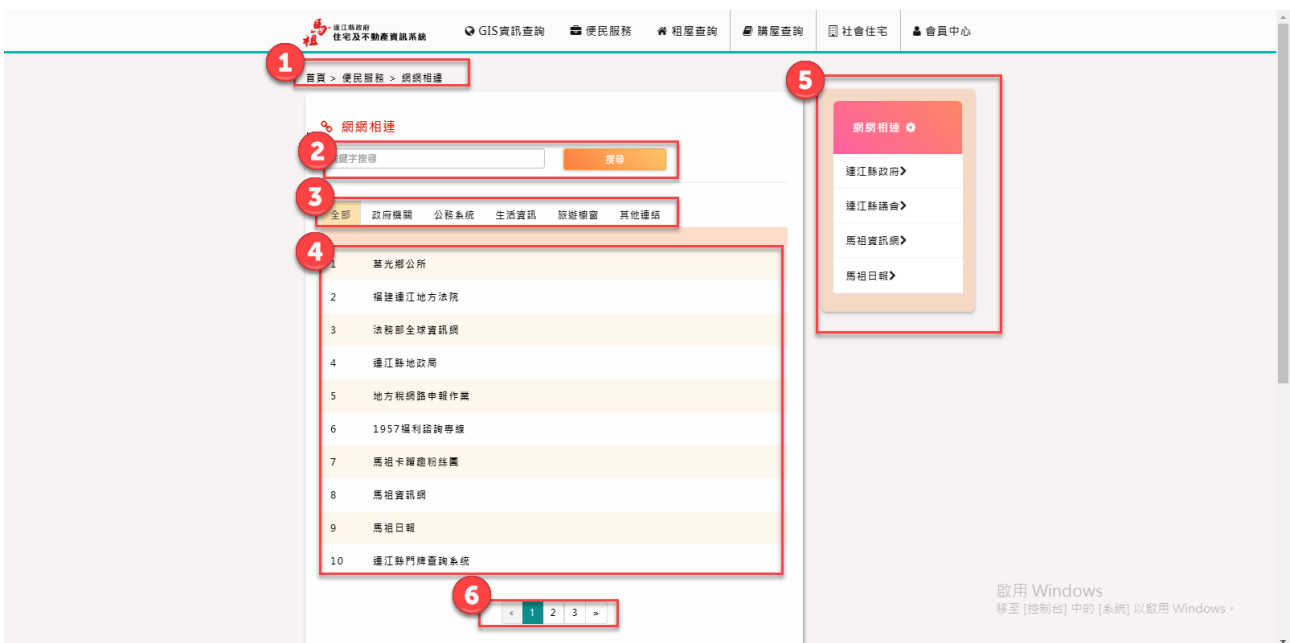 馬祖 連江縣政府
住宅及不動產資訊系統
GIS資訊查詢 便民服務 租屋查詢 購屋查詢 社會住宅 會員中心
1
首頁 > 便民服務 > 網網相連
網網相連
2
關鍵字搜尋 搜尋
3
全部 政府機關 公務系統 生活資訊 旅遊櫥窗 其他連結
4
1 莒光鄉公所
2 福建連江地方法院
3 法務部全球資訊網
4 連江縣地政局
5 地方稅網路申報作業
6 1957福利諮詢專線
7 馬祖卡蹓趣粉絲團
8 馬祖資訊網
9 馬祖日報
10 連江縣門牌查詢系統
6
« 1 2 3 »
5
網網相連
連江縣政府
連江縣議會
馬祖資訊網
馬祖日報
啟用 Windows
移至 [控制台] 中的 [系統] 以啟用 Windows。